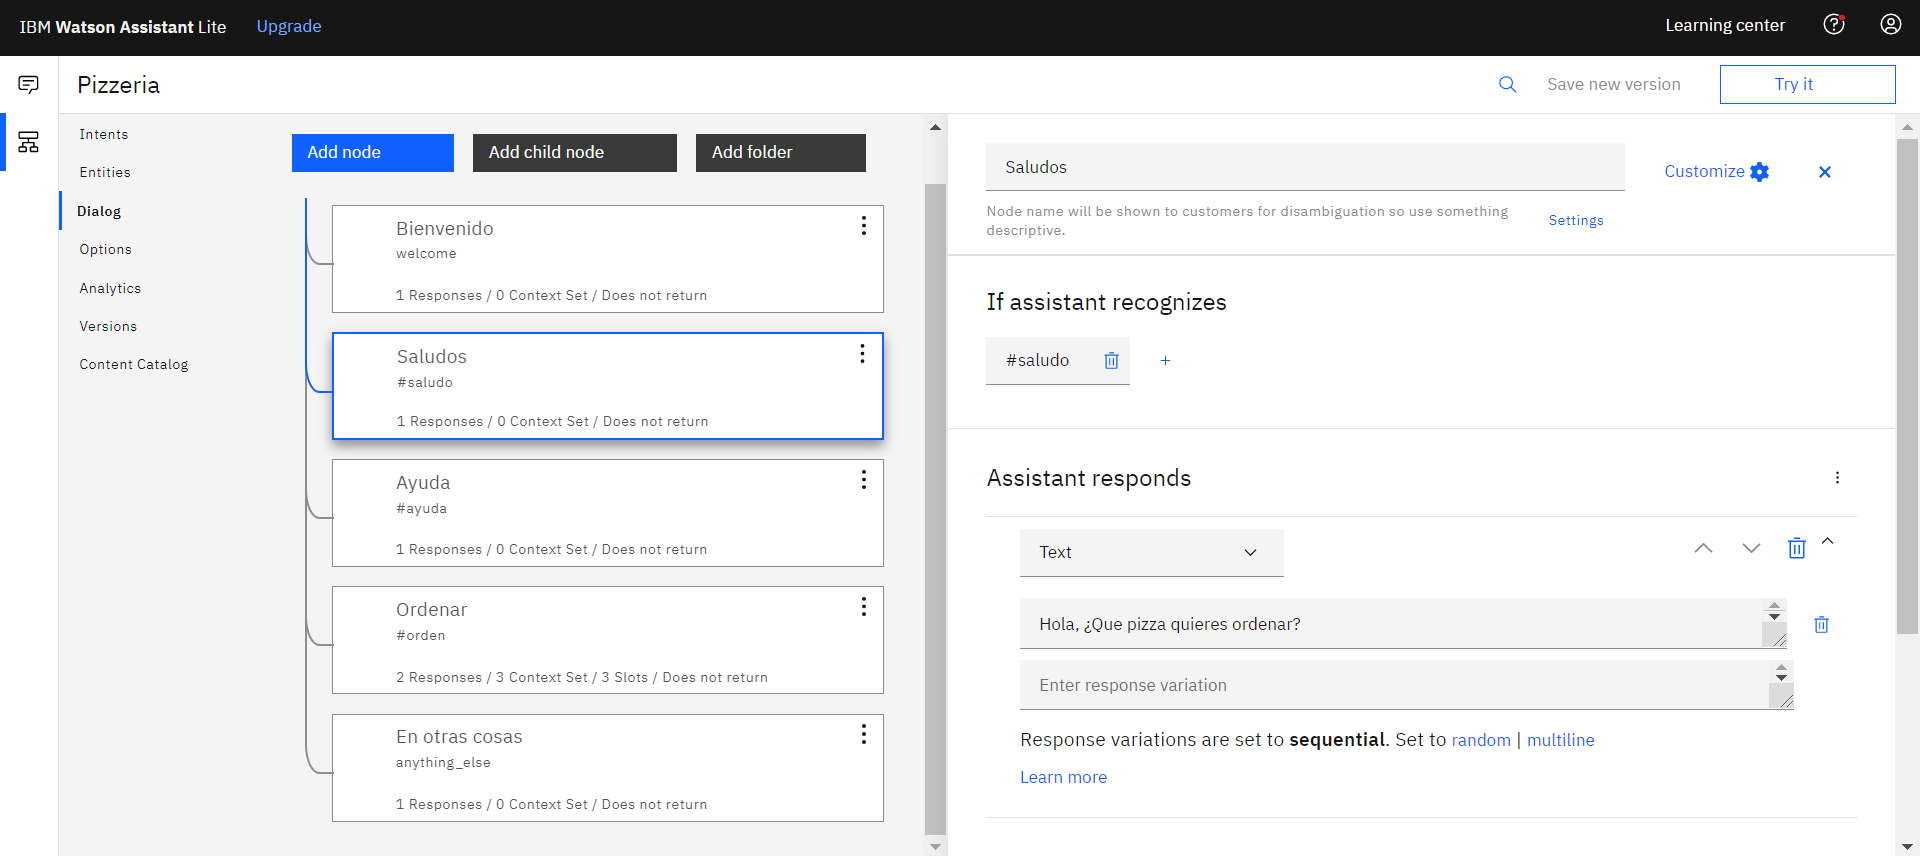 IBM Watson Assistant Lite
Upgrade
Learning center
Pizzeria
Save new version
Try it
Intents
Entities
Dialog
Options
Analytics
Versions
Content Catalog
Add node
Add child node
Add folder
Bienvenido
welcome
1 Responses / 0 Context Set / Does not return
Saludos
#saludo
1 Responses / 0 Context Set / Does not return
Ayuda
#ayuda
1 Responses / 0 Context Set / Does not return
Ordenar
#orden
2 Responses / 3 Context Set / 3 Slots / Does not return
En otras cosas
anything_else
1 Responses / 0 Context Set / Does not return
Saludos
Customize
Node name will be shown to customers for disambiguation so use something
descriptive.
Settings
If assistant recognizes
#saludo
+
Assistant responds
Text
Hola, ¿Que pizza quieres ordenar?
Enter response variation
Response variations are set to sequential. Set to random | multiline
Learn more